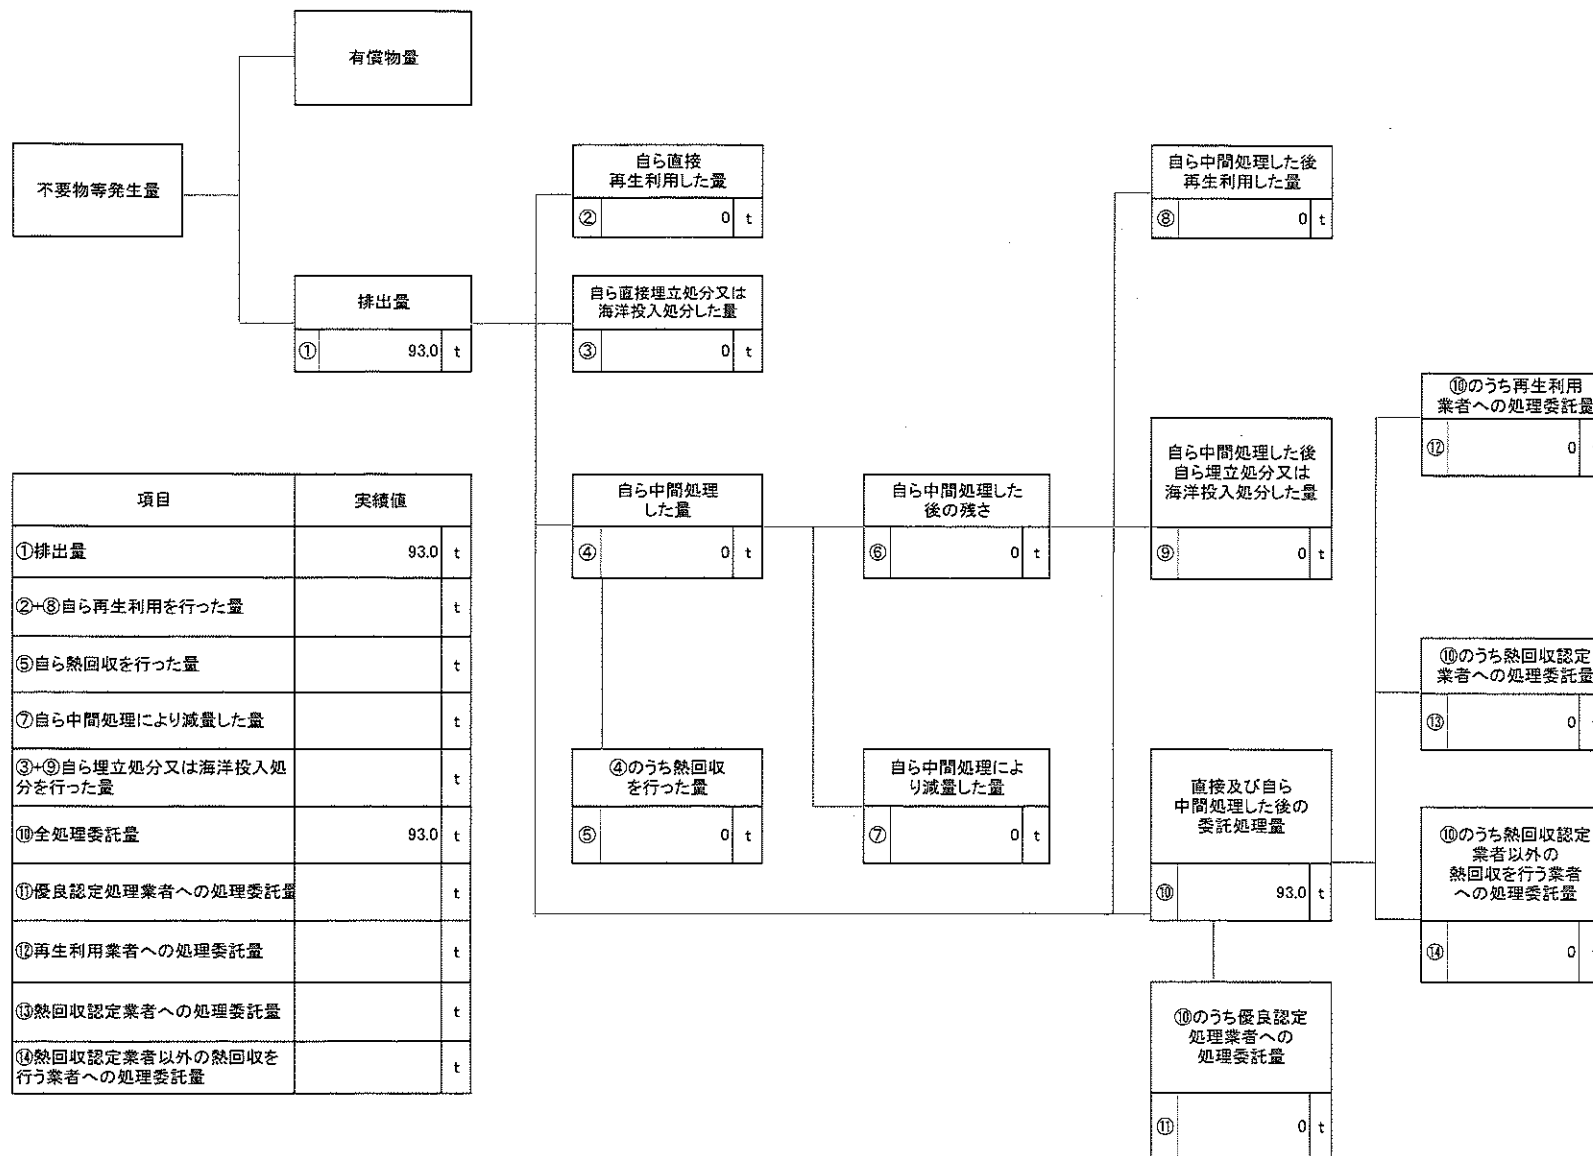 有償物量
不要物等発生量
排出量
① 93.0 t
自ら直接
再生利用した量
② 0 t
自ら直接埋立処分又は
海洋投入処分した量
③ 0 t
自ら中間処理
した量
④ 0 t
④のうち熱回収
を行った量
⑤ 0 t
自ら中間処理した
後の残さ
⑥ 0 t
自ら中間処理によ
り減量した量
⑦ 0 t
自ら中間処理した後
再生利用した量
⑧ 0 t
自ら中間処理した後
自ら埋立処分又は
海洋投入処分した量
⑨ 0 t
直接及び自ら
中間処理した後の
委託処理量
⑩ 93.0 t
⑩のうち優良認定
処理業者への
処理委託量
⑪ 0 t
⑩のうち再生利用
業者への処理委託量
⑫ 0
⑩のうち熱回収認定
業者への処理委託量
⑬ 0
⑩のうち熱回収認定
業者以外の
熱回収を行う業者
への処理委託量
⑭ 0
項目 実績値
①排出量 93.0 t
②+⑧自ら再生利用を行った量 t
⑤自ら熱回収を行った量 t
⑦自ら中間処理により減量した量 t
③+⑨自ら埋立処分又は海洋投入処
分を行った量 t
⑩全処理委託量 93.0 t
⑪優良認定処理業者への処理委託量 t
⑫再生利用業者への処理委託量 t
⑬熱回収認定業者への処理委託量 t
⑭熱回収認定業者以外の熱回収を
行う業者への処理委託量 t